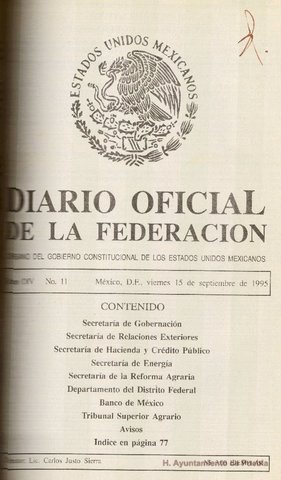 ESTADOS UNIDOS MEXICANOS
DIARIO OFICIAL
DE LA FEDERACION
DEL GOBIERNO CONSTITUCIONAL DE LOS ESTADOS UNIDOS MEXICANOS
No. 11 México, D.F., viernes 15 de septiembre de 1995
CONTENIDO
Secretaría de Gobernación
Secretaría de Relaciones Exteriores
Secretaría de Hacienda y Crédito Público
Secretaría de Energía
Secretaría de la Reforma Agraria
Departamento del Distrito Federal
Banco de México
Tribunal Superior Agrario
Avisos
Indice en página 77
Lic. Carlos Justo Sierra
H. Ayuntamiento de Puebla